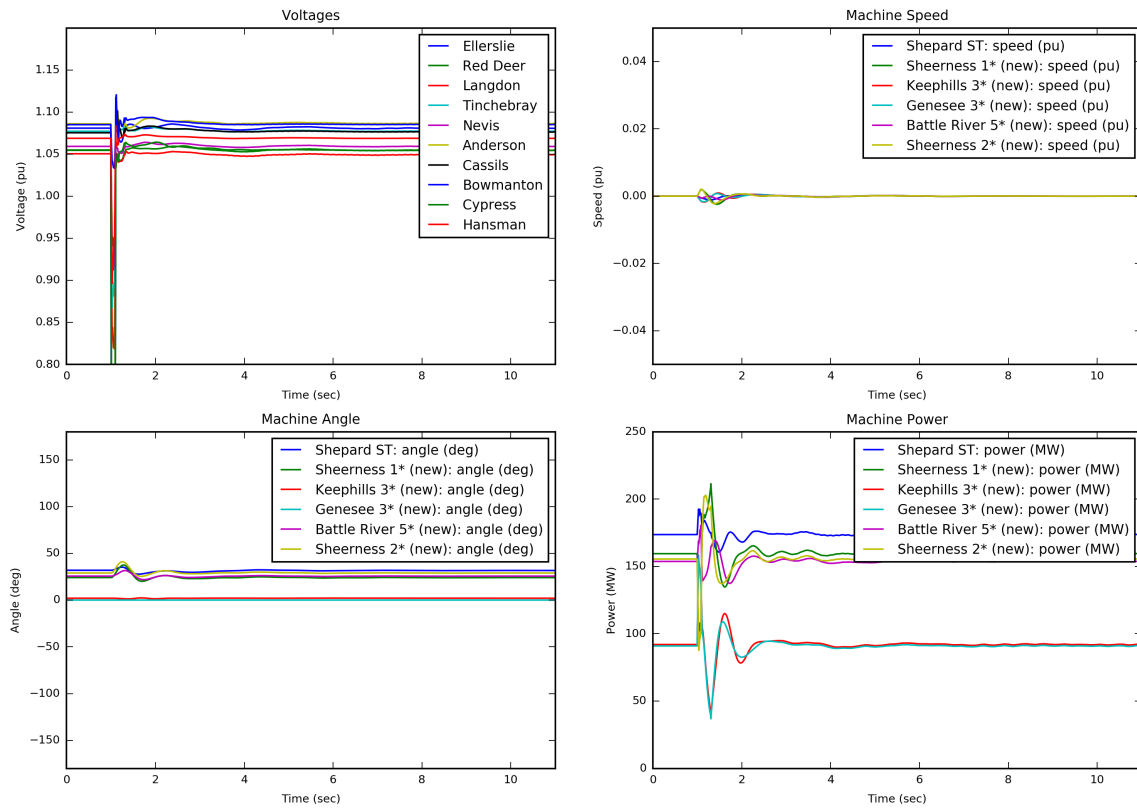 Voltages
1.15
1.10
1.05
1.00
0.95
0.90
0.85
0.80
Voltage (pu)
Ellerslie
Red Deer
Langdon
Tinchebray
Nevis
Anderson
Cassils
Bowmanton
Cypress
Hansman
0 2 4 6 8 10
Time (sec)
Machine Speed
0.04
0.02
0.00
−0.02
−0.04
Speed (pu)
Shepard ST: speed (pu)
Sheerness 1* (new): speed (pu)
Keephills 3* (new): speed (pu)
Genesee 3* (new): speed (pu)
Battle River 5* (new): speed (pu)
Sheerness 2* (new): speed (pu)
0 2 4 6 8 10
Time (sec)
Machine Angle
150
100
50
0
−50
−100
−150
Angle (deg)
Shepard ST: angle (deg)
Sheerness 1* (new): angle (deg)
Keephills 3* (new): angle (deg)
Genesee 3* (new): angle (deg)
Battle River 5* (new): angle (deg)
Sheerness 2* (new): angle (deg)
0 2 4 6 8 10
Time (sec)
Machine Power
250
200
150
100
50
0
Power (MW)
Shepard ST: power (MW)
Sheerness 1* (new): power (MW)
Keephills 3* (new): power (MW)
Genesee 3* (new): power (MW)
Battle River 5* (new): power (MW)
Sheerness 2* (new): power (MW)
0 2 4 6 8 10
Time (sec)